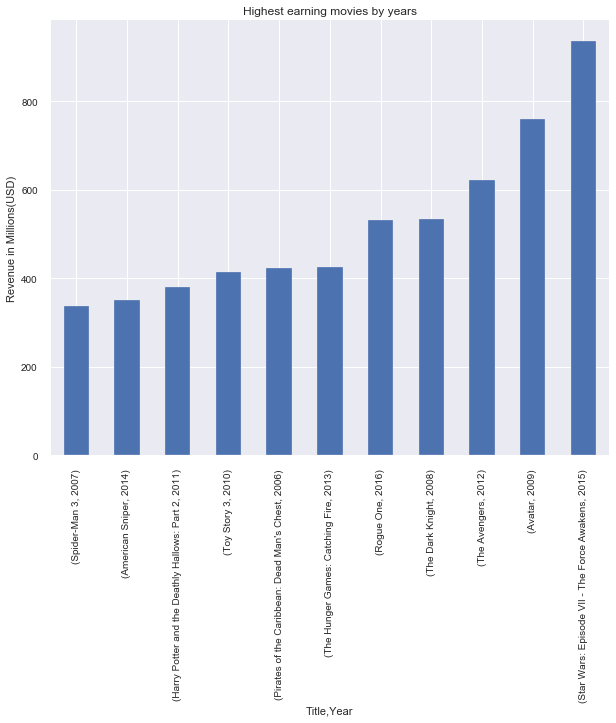 Highest earning movies by years
Revenue in Millions(USD)
800
600
400
200
0
(Spider-Man 3, 2007)
(American Sniper, 2014)
(Harry Potter and the Deathly Hallows: Part 2, 2011)
(Toy Story 3, 2010)
(Pirates of the Caribbean: Dead Man's Chest, 2006)
(The Hunger Games: Catching Fire, 2013)
(Rogue One, 2016)
(The Dark Knight, 2008)
(The Avengers, 2012)
(Avatar, 2009)
(Star Wars: Episode VII - The Force Awakens, 2015)
Title,Year